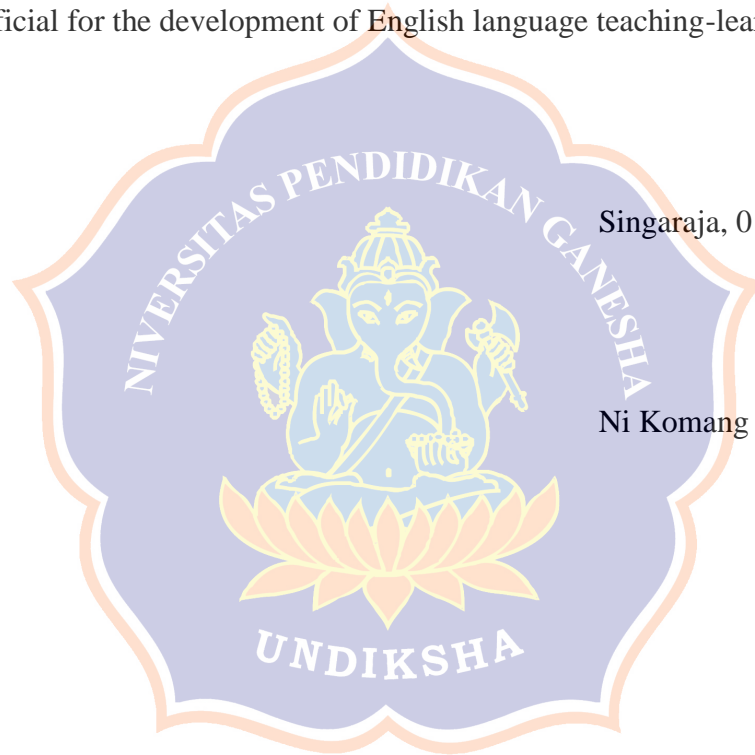 ficial for the development of English language teaching-lea
NIVERSITAS PENDIDIKAN GANESHA
Singaraja, 0
Ni Komang
UNDIKSHA